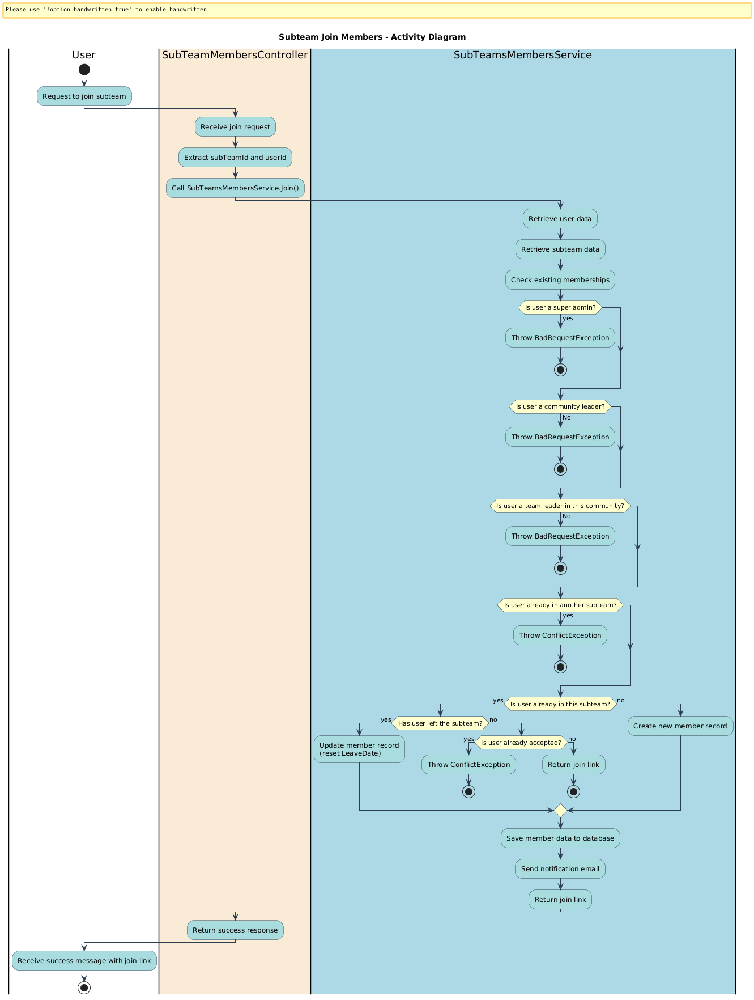 Please use '!option handwritten true' to enable handwritten
Subteam Join Members - Activity Diagram
User
SubTeamMembersController
SubTeamsMembersService
Request to join subteam
Receive join request
Extract subTeamId and userId
Call SubTeamsMembersService.Join()
Retrieve user data
Retrieve subteam data
Check existing memberships
Is user a super admin?
yes
Throw BadRequestException
Is user a community leader?
No
Throw BadRequestException
Is user a team leader in this community?
No
Throw BadRequestException
Is user already in another subteam?
yes
Throw ConflictException
yes
Is user already in this subteam?
no
yes
Has user left the subteam?
no
Create new member record
Update member record
(reset LeaveDate)
yes
Is user already accepted?
no
Throw ConflictException
Return join link
Save member data to database
Send notification email
Return join link
Return success response
Receive success message with join link